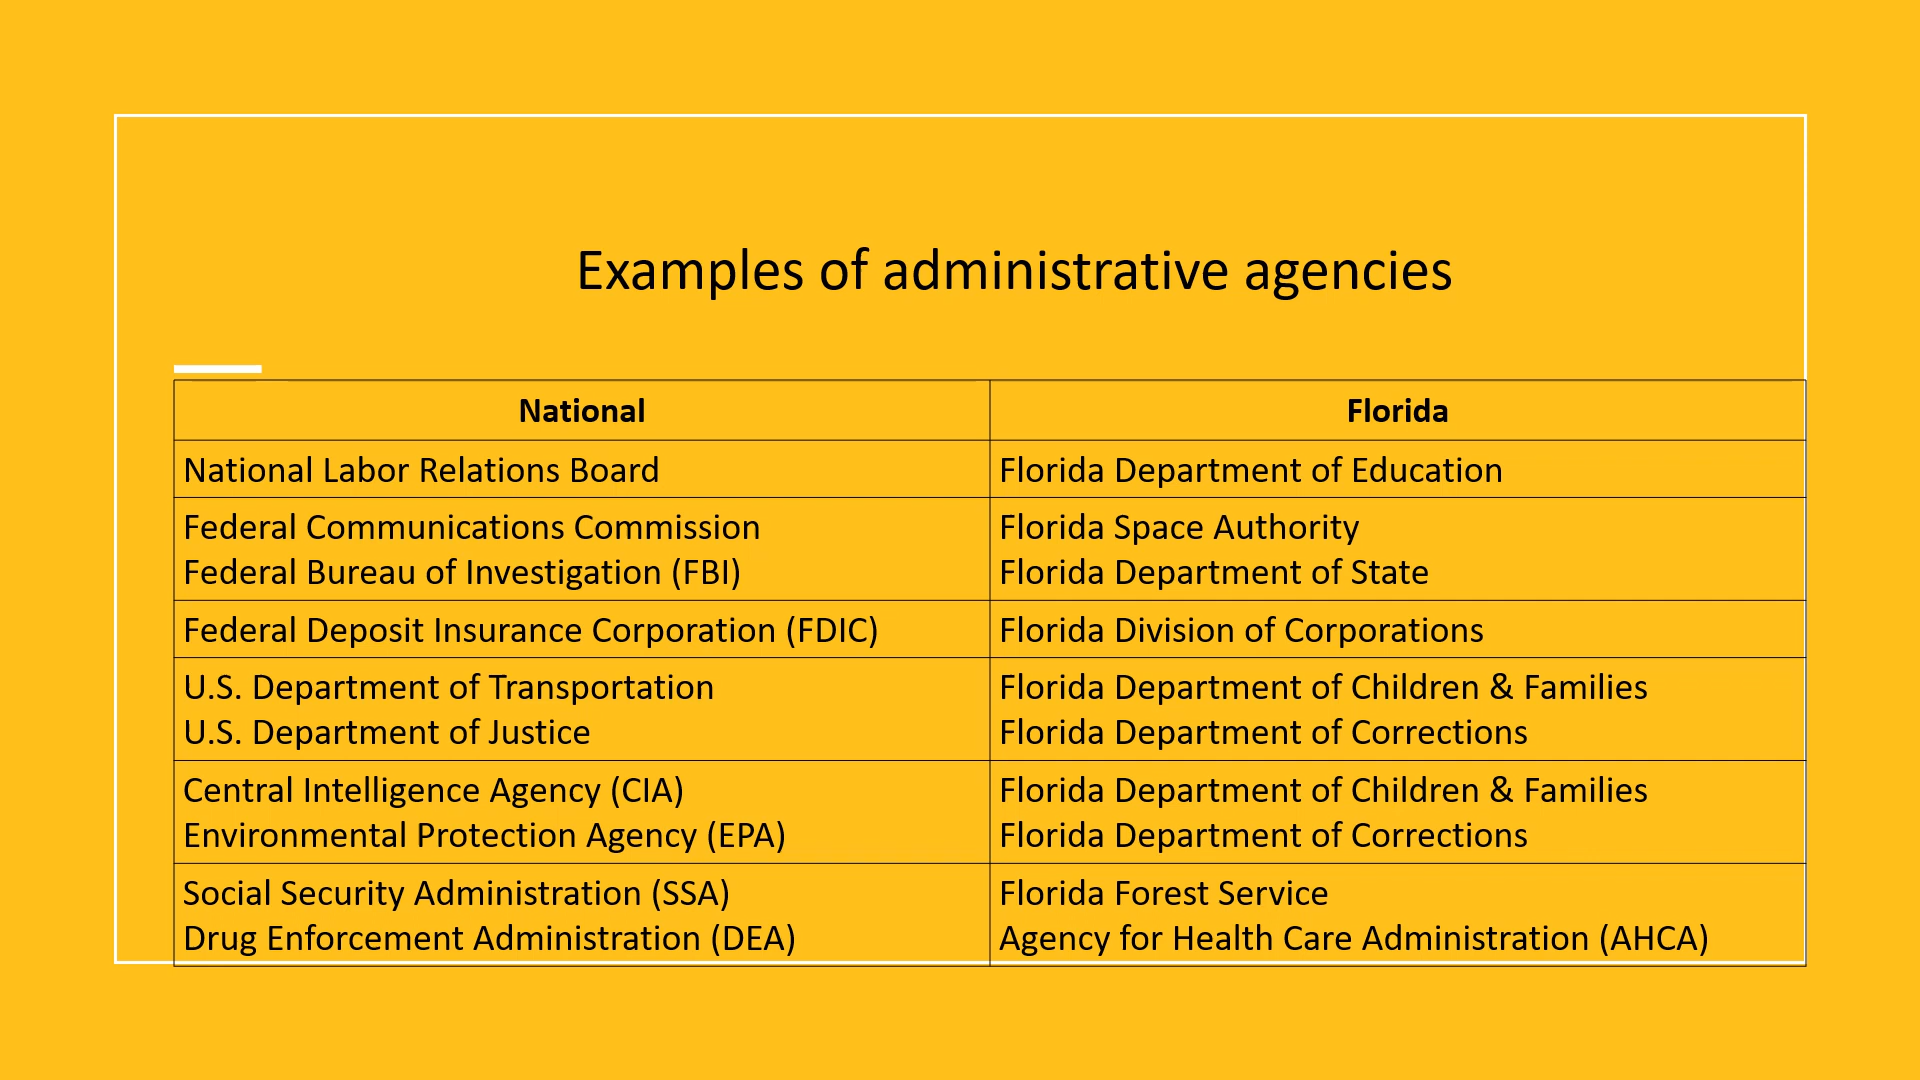 Examples of administrative agencies
National
Florida
National Labor Relations Board
Florida Department of Education
Federal Communications Commission
Federal Bureau of Investigation (FBI)
Florida Space Authority
Florida Department of State
Federal Deposit Insurance Corporation (FDIC)
Florida Division of Corporations
U.S. Department of Transportation
U.S. Department of Justice
Florida Department of Children & Families
Florida Department of Corrections
Central Intelligence Agency (CIA)
Environmental Protection Agency (EPA)
Florida Department of Children & Families
Florida Department of Corrections
Social Security Administration (SSA)
Drug Enforcement Administration (DEA)
Florida Forest Service
Agency for Health Care Administration (AHCA)